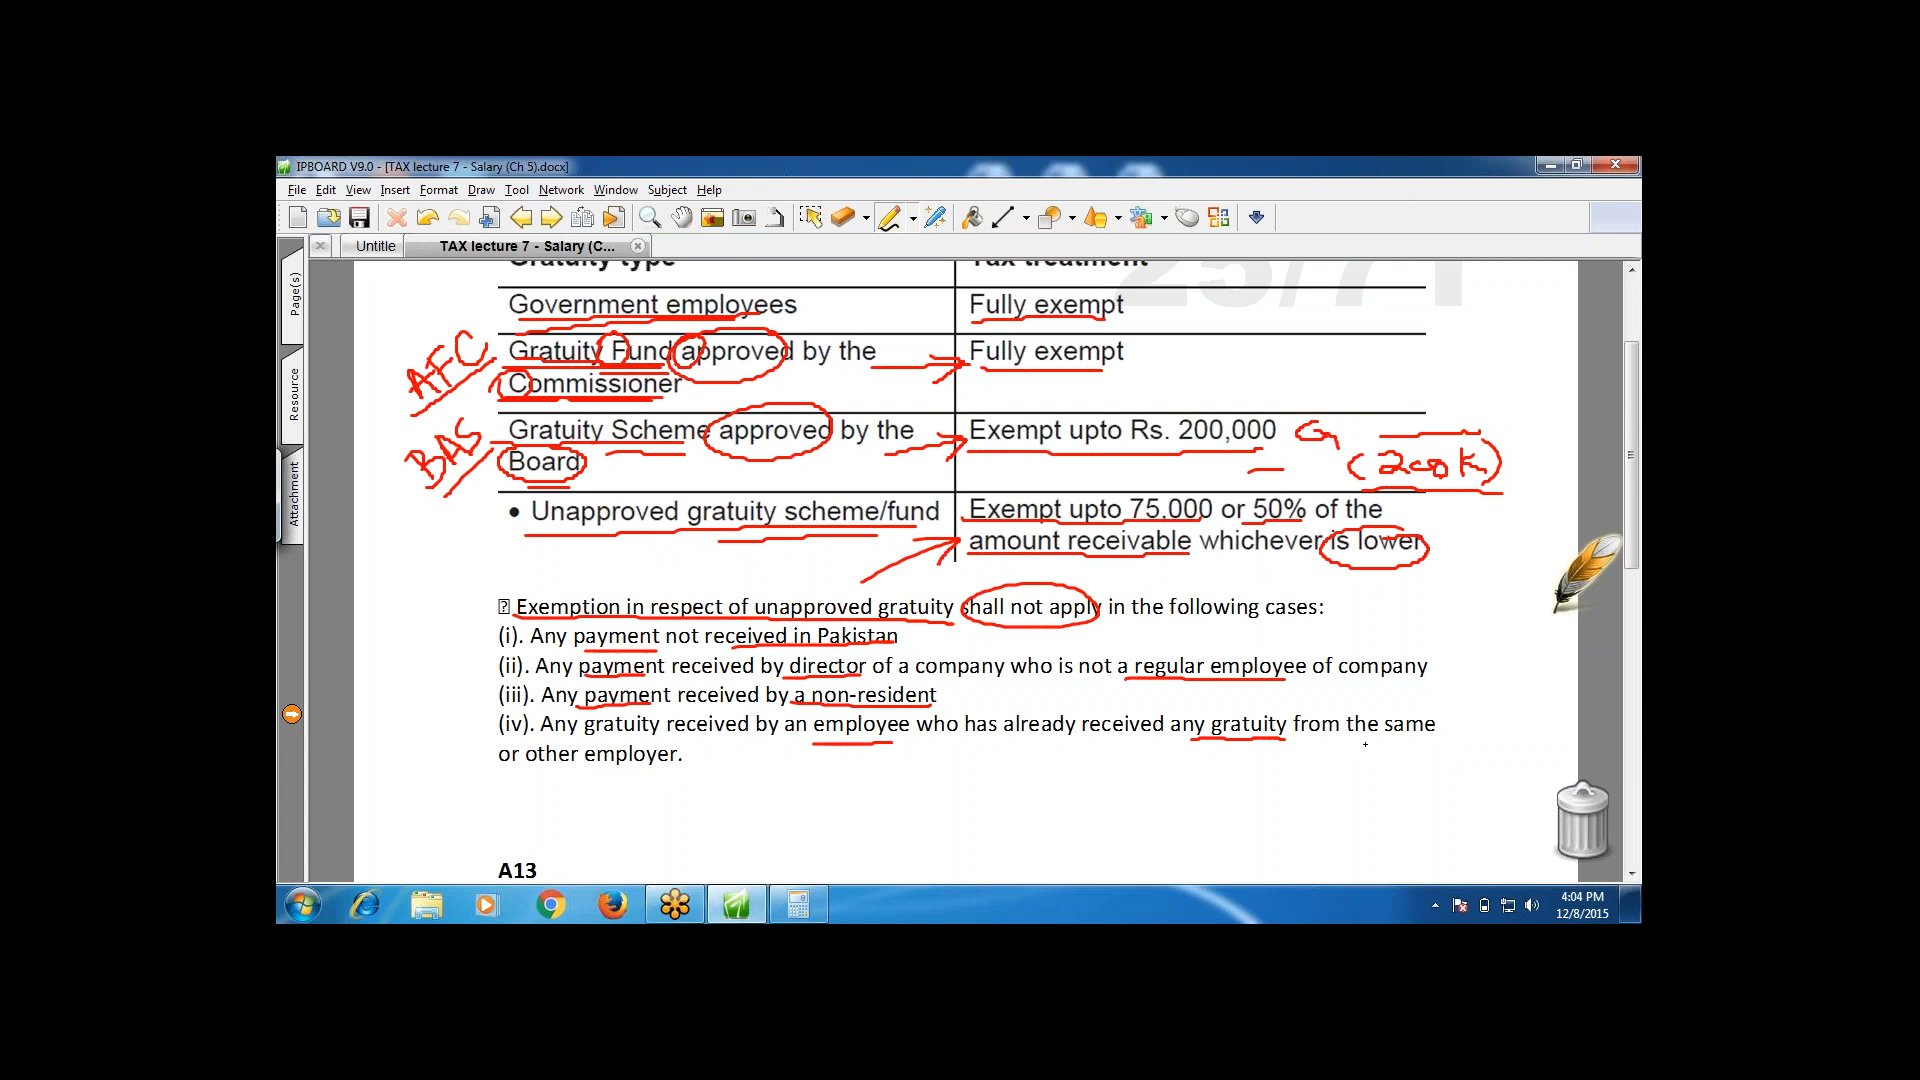 IPBOARD V9.0 - [TAX lecture 7 - Salary (Ch 5).docx]
File Edit View Insert Format Draw Tool Network Window Subject Help
Untitle TAX lecture 7 - Salary (C...
Page(s)
Resource
Attachment
Gratuity type Tax treatment
23/71
Government employees Fully exempt
AFC Gratuity Fund approved by the Fully exempt
Commissioner
BAS Gratuity Scheme approved by the Exempt upto Rs. 200,000
Board (200K)
• Unapproved gratuity scheme/fund Exempt upto 75,000 or 50% of the
amount receivable whichever is lower
Exemption in respect of unapproved gratuity shall not apply in the following cases:
(i). Any payment not received in Pakistan
(ii). Any payment received by director of a company who is not a regular employee of company
(iii). Any payment received by a non-resident
(iv). Any gratuity received by an employee who has already received any gratuity from the same
or other employer.
A13
4:04 PM
12/8/2015